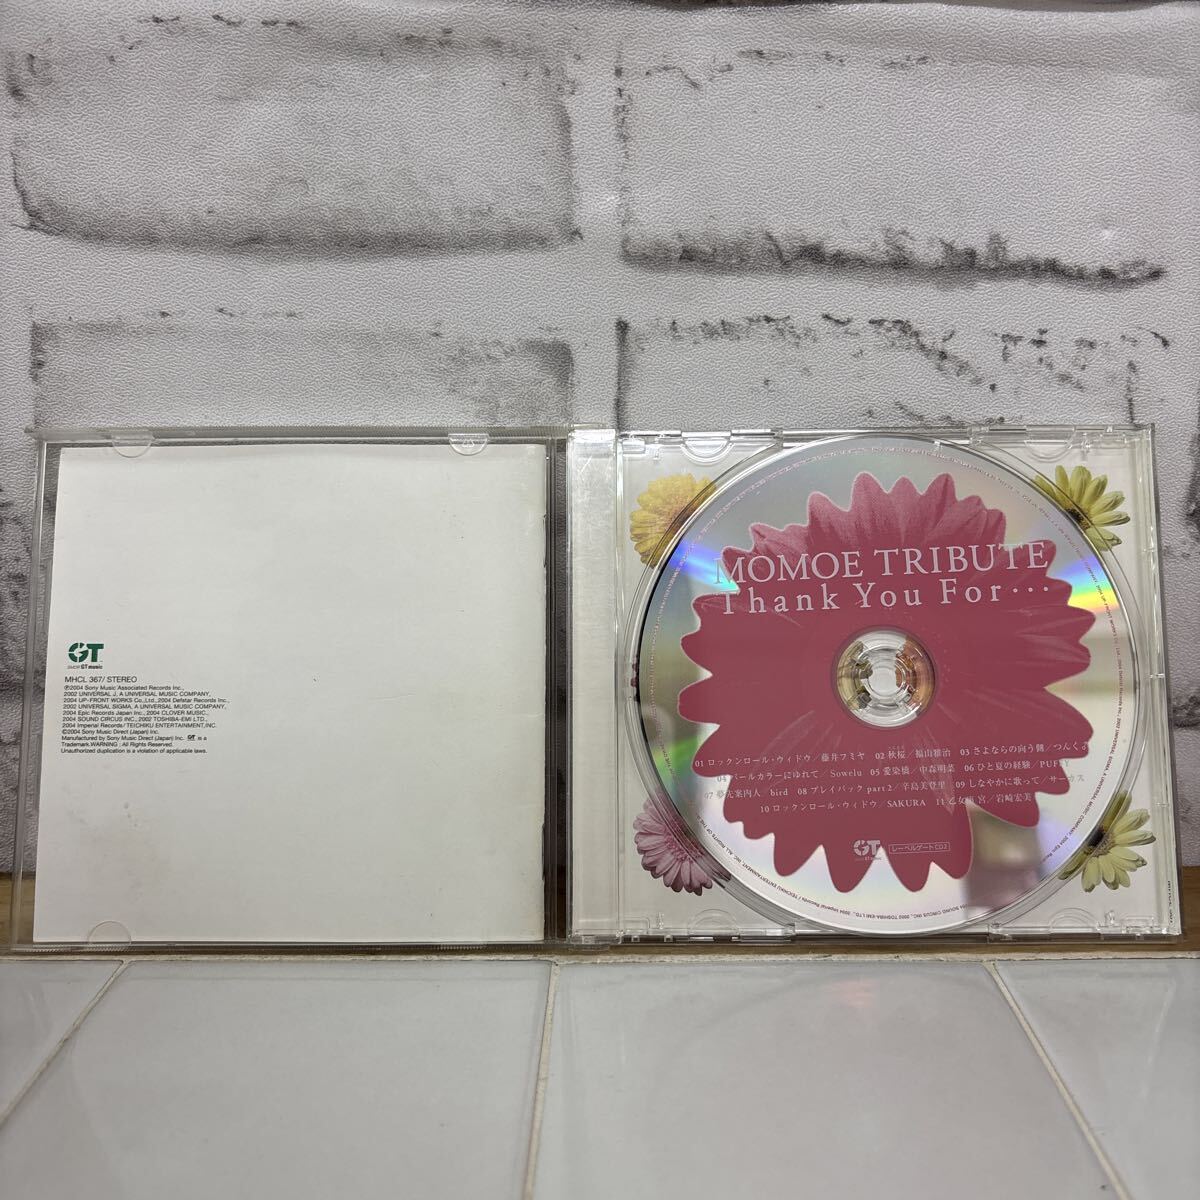 GT
SMDR GT music
MHCL 367/ STEREO
℗2004 Sony Music Associated Records Inc.,
2002 UNIVERSAL J, A UNIVERSAL MUSIC COMPANY,
2004 UP-FRONT WORKS Co.,Ltd., 2004 Defstar Records Inc.,
2002 UNIVERSAL SIGMA, A UNIVERSAL MUSIC COMPANY,
2004 Epic Records Japan Inc., 2004 CLOVER MUSIC.,
2004 SOUND CIRCUS INC., 2002 TOSHIBA-EMI LTD.,
2004 Imperial Records/ TEICHIKU ENTERTAINMENT,INC.
©2004 Sony Music Direct (Japan) Inc.
Manufactured by Sony Music Direct (Japan) Inc. GT is a
Trademark.WARNING : All Rights Reserved.
Unauthorized duplication is a violation of applicable laws.
MOMOE TRIBUTE
Thank You For···
01 ロックンロール・ウィドウ／藤井フミヤ 02 秋桜／福山雅治 03 さよならの向う側／つんく♂
04 パールカラーにゆれて／Sowelu 05 愛染橋／中森明菜 06 ひと夏の経験／PUFFY
07 夢先案内人／bird 08 プレイバック part 2／辛島美登里 09 しなやかに歌って／サーカス
10 ロックンロール・ウィドウ／SAKURA 11 乙女座 宮／岩崎宏美
GT レーベルゲートCD2